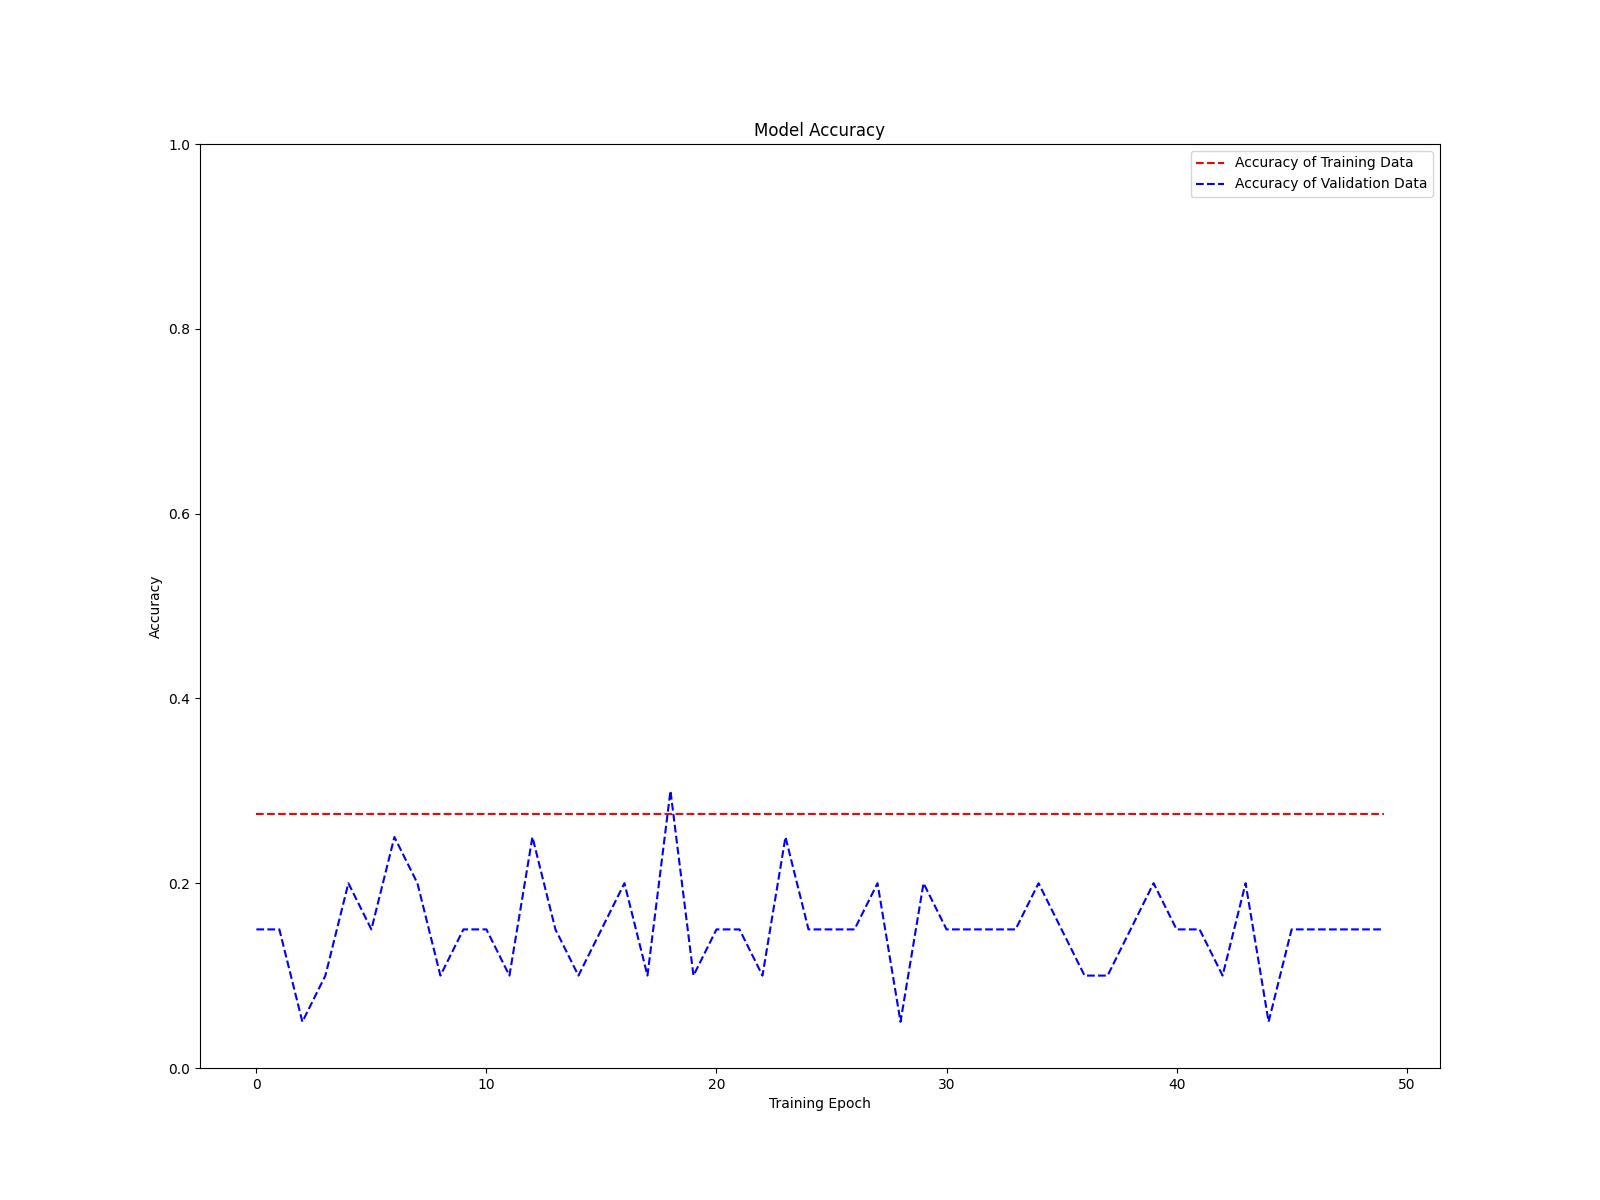 Model Accuracy
Accuracy of Training Data
Accuracy of Validation Data
1.0
0.8
0.6
0.4
0.2
0.0
Accuracy
0 10 20 30 40 50
Training Epoch